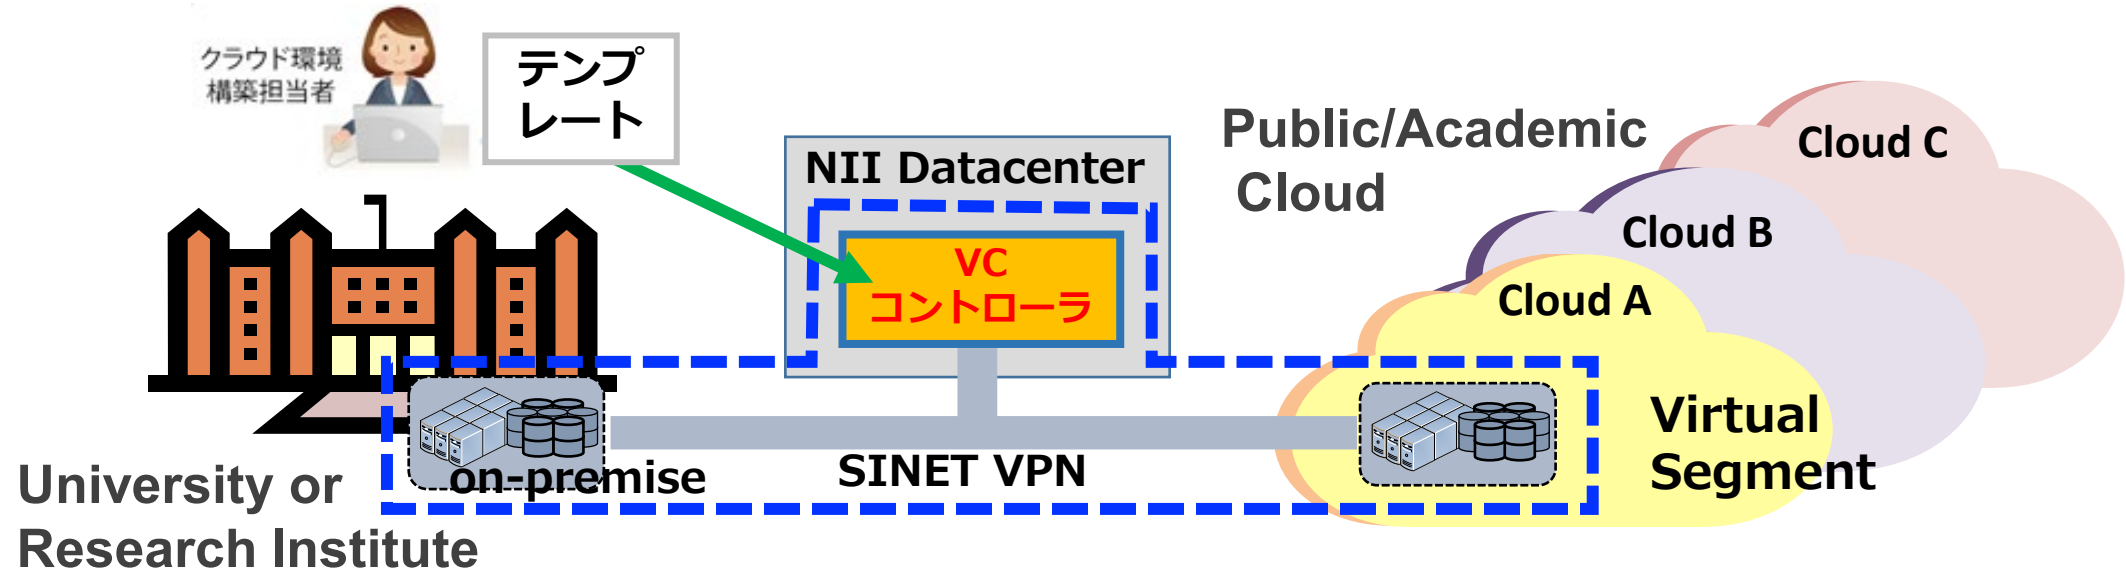 クラウド環境
構築担当者
テンプ
レート
NII Datacenter
VC
コントローラ
Public/Academic
Cloud
Cloud C
Cloud B
Cloud A
Virtual
Segment
on-premise
SINET VPN
University or
Research Institute